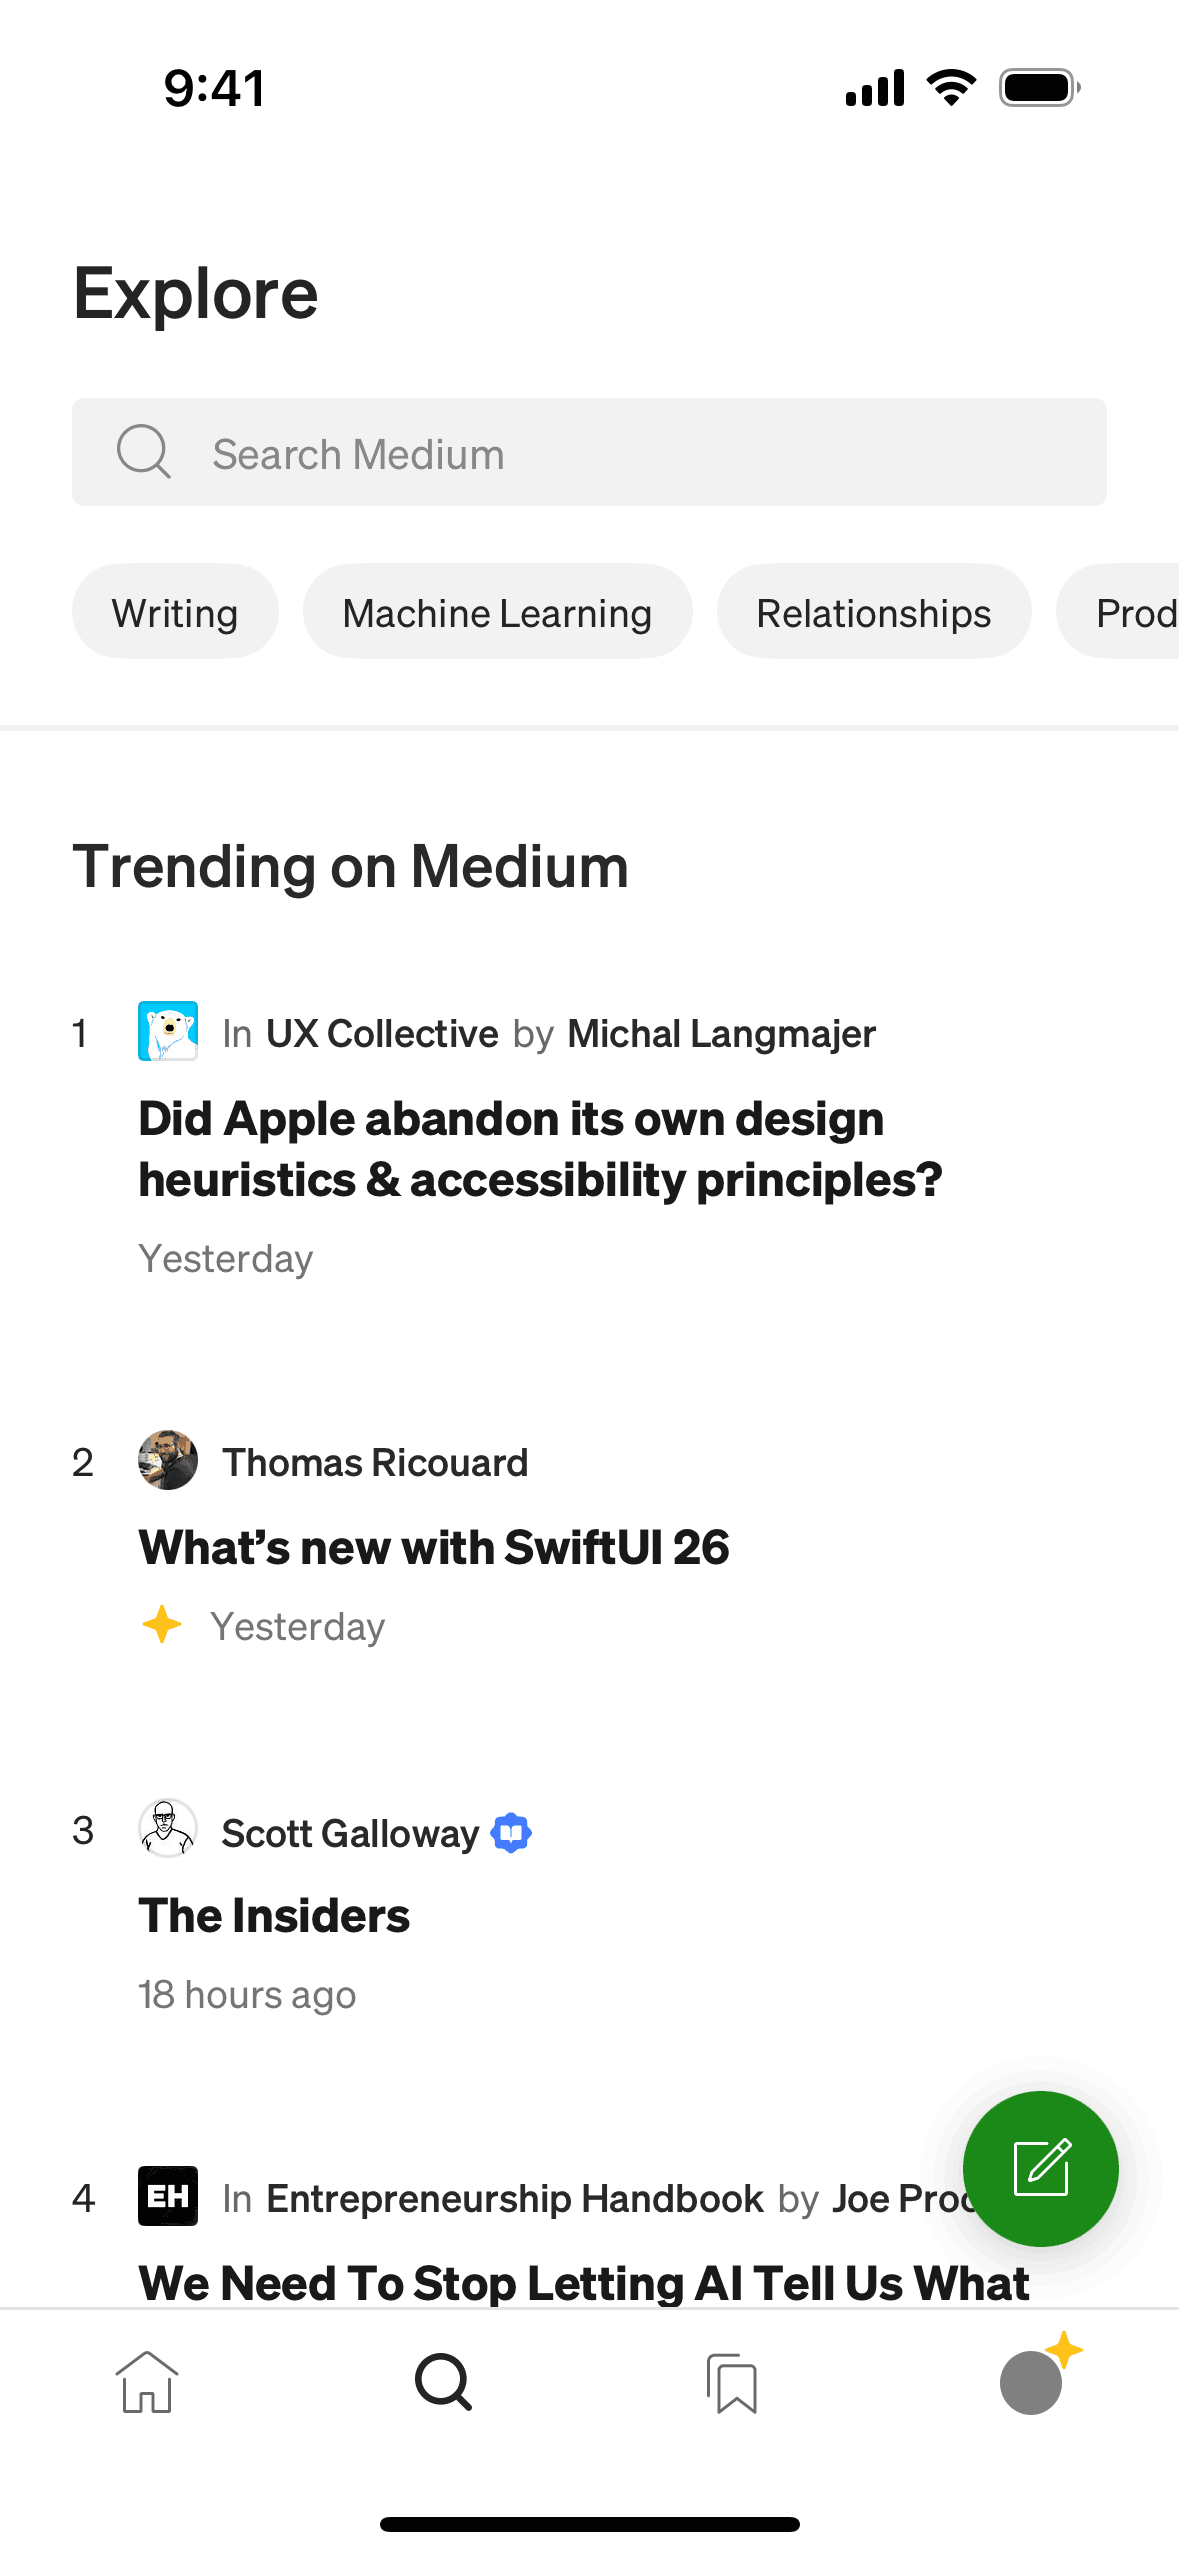 9:41
Explore
Search Medium
Writing
Machine Learning
Relationships
Prod
Trending on Medium
1
In UX Collective by Michal Langmajer
Did Apple abandon its own design
heuristics & accessibility principles?
Yesterday
2
Thomas Ricouard
What’s new with SwiftUI 26
Yesterday
3
Scott Galloway
The Insiders
18 hours ago
4
EH
In Entrepreneurship Handbook by Joe Proc
We Need To Stop Letting AI Tell Us What